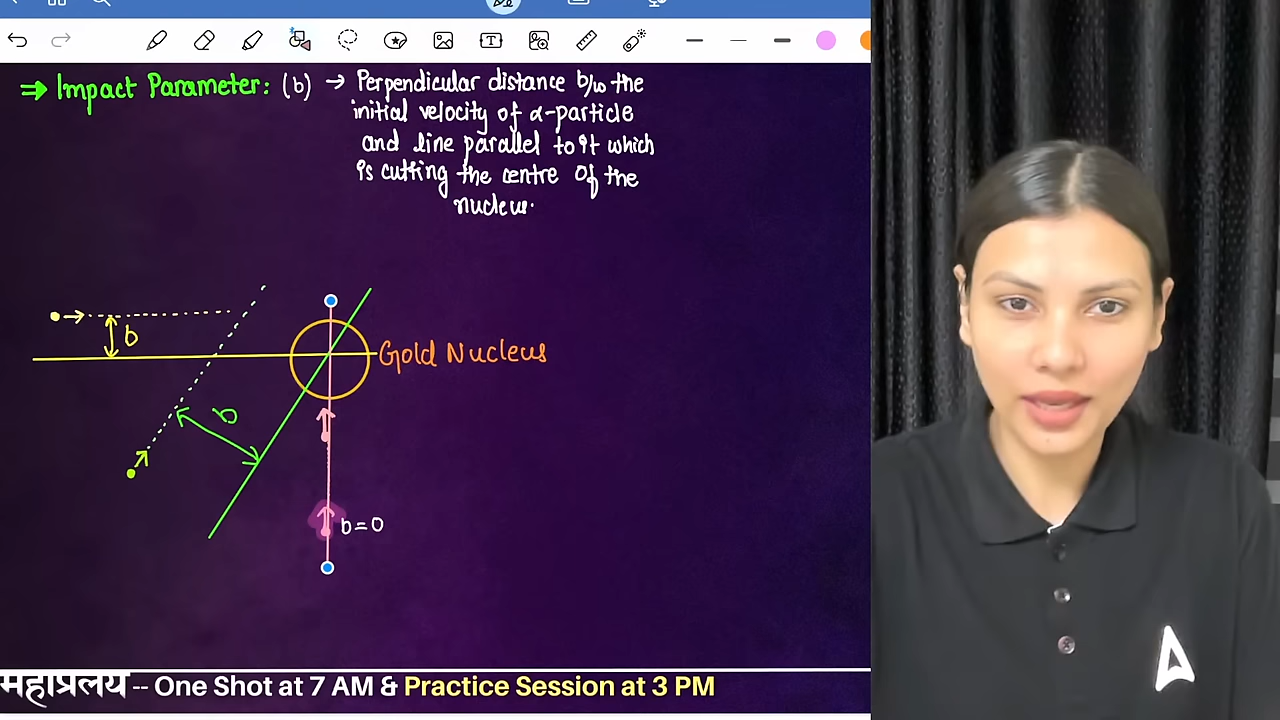 ⇒ Impact Parameter: (b) → Perpendicular distance b/w the
initial velocity of α-particle
and line parallel to it which
is cutting the centre of the
nucleus.
b
Gold Nucleus
b
b=0
महाप्रलय -- One Shot at 7 AM & Practice Session at 3 PM